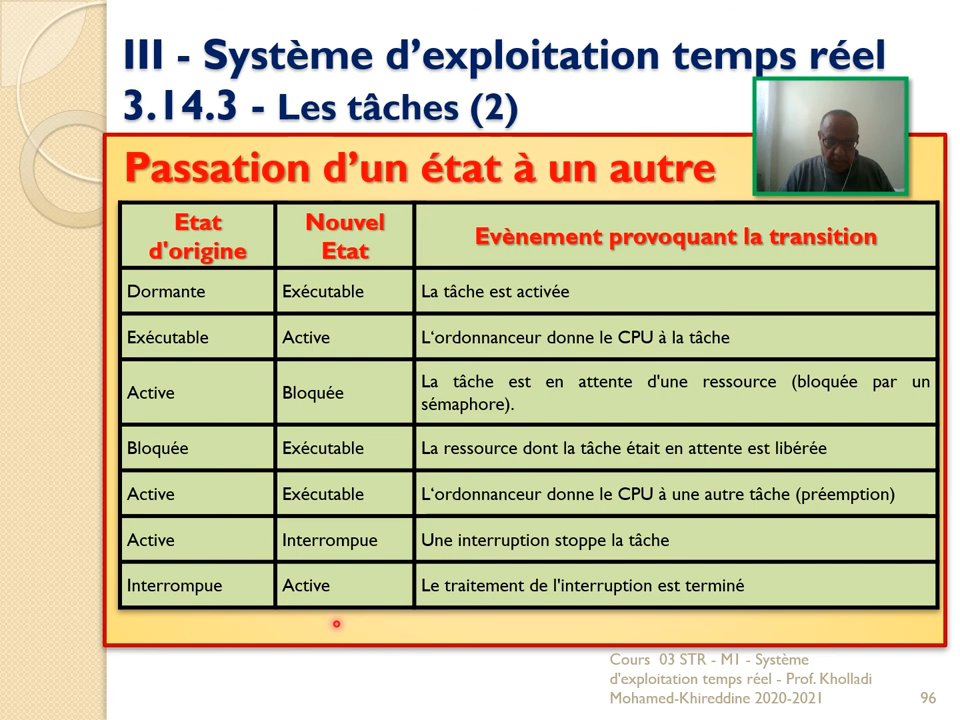 III - Système d’exploitation temps réel
3.14.3 - Les tâches (2)
Passation d’un état à un autre
Etat
d'origine
Nouvel
Etat
Evènement provoquant la transition
Dormante
Exécutable
La tâche est activée
Exécutable
Active
L‘ordonnanceur donne le CPU à la tâche
Active
Bloquée
La tâche est en attente d'une ressource (bloquée par un
sémaphore).
Bloquée
Exécutable
La ressource dont la tâche était en attente est libérée
Active
Exécutable
L‘ordonnanceur donne le CPU à une autre tâche (préemption)
Active
Interrompue
Une interruption stoppe la tâche
Interrompue
Active
Le traitement de l'interruption est terminé
Cours 03 STR - M1 - Système
d'exploitation temps réel - Prof. Kholladi
Mohamed-Khireddine 2020-2021
96